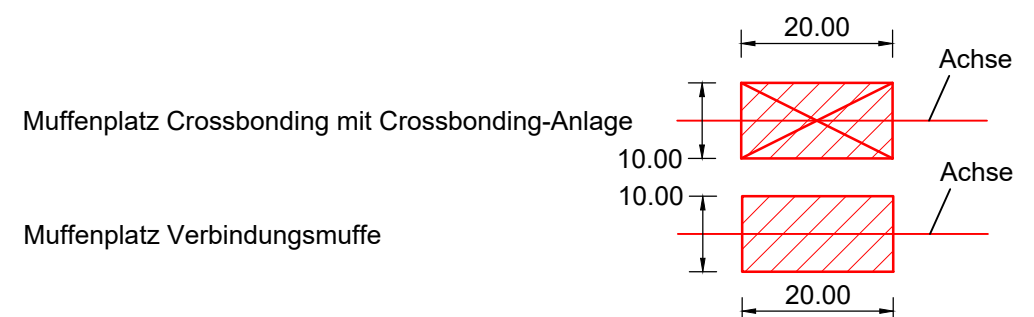 20.00
Achse
Muffenplatz Crossbonding mit Crossbonding-Anlage
10.00
Achse
10.00
Muffenplatz Verbindungsmuffe
20.00